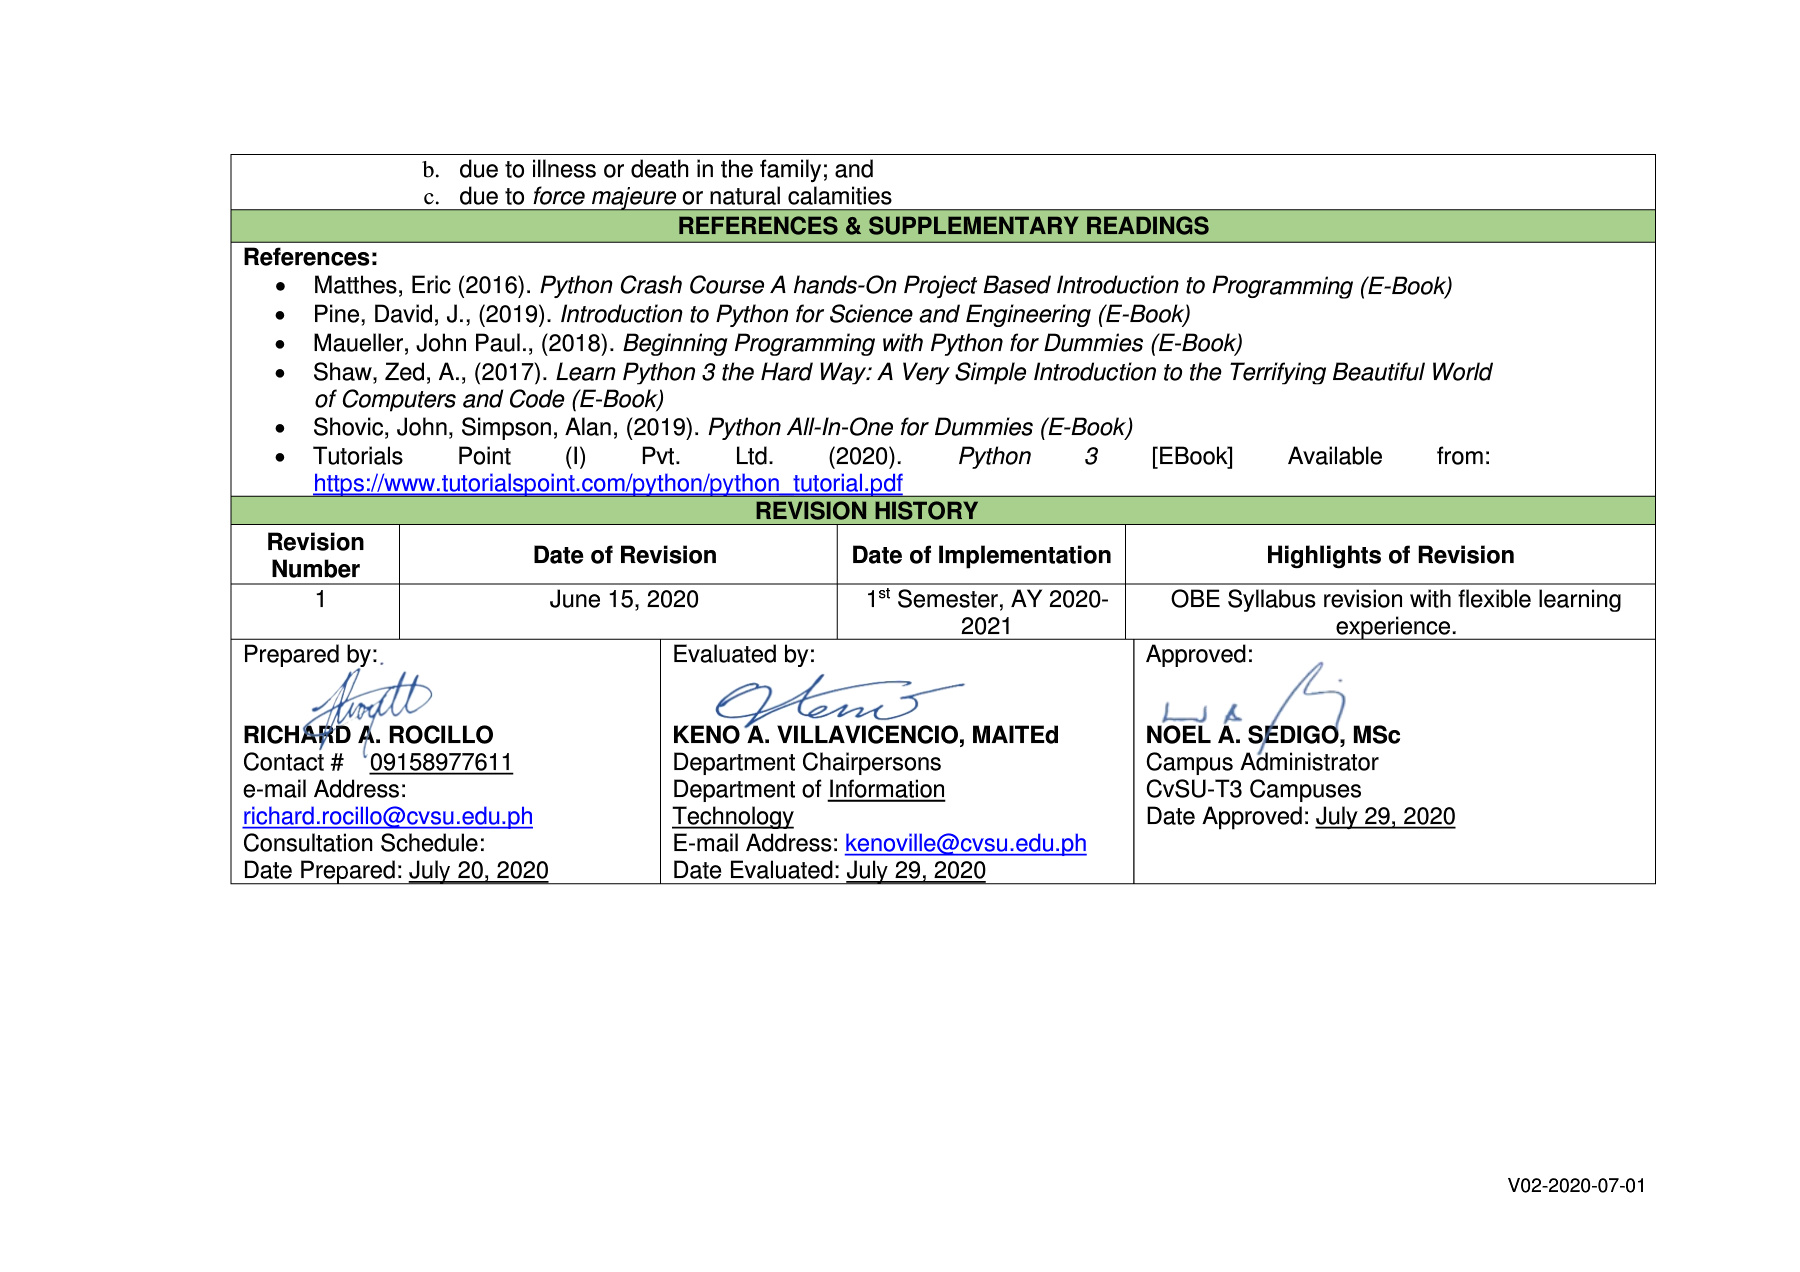 b. due to illness or death in the family; and
c. due to force majeure or natural calamities
REFERENCES & SUPPLEMENTARY READINGS
References:
• Matthes, Eric (2016). Python Crash Course A hands-On Project Based Introduction to Programming (E-Book)
• Pine, David, J., (2019). Introduction to Python for Science and Engineering (E-Book)
• Maueller, John Paul., (2018). Beginning Programming with Python for Dummies (E-Book)
• Shaw, Zed, A., (2017). Learn Python 3 the Hard Way: A Very Simple Introduction to the Terrifying Beautiful World
of Computers and Code (E-Book)
• Shovic, John, Simpson, Alan, (2019). Python All-In-One for Dummies (E-Book)
• Tutorials Point (I) Pvt. Ltd. (2020). Python 3 [EBook] Available from:
https://www.tutorialspoint.com/python/python_tutorial.pdf
REVISION HISTORY
Revision
Number
Date of Revision
Date of Implementation
Highlights of Revision
1
June 15, 2020
1st Semester, AY 2020-
2021
OBE Syllabus revision with flexible learning
experience.
Prepared by:
RICHARD A. ROCILLO
Contact # 09158977611
e-mail Address:
richard.rocillo@cvsu.edu.ph
Consultation Schedule:
Date Prepared: July 20, 2020
Evaluated by:
KENO A. VILLAVICENCIO, MAITEd
Department Chairpersons
Department of Information
Technology
E-mail Address: kenoville@cvsu.edu.ph
Date Evaluated: July 29, 2020
Approved:
NOEL A. SEDIGO, MSc
Campus Administrator
CvSU-T3 Campuses
Date Approved: July 29, 2020
V02-2020-07-01